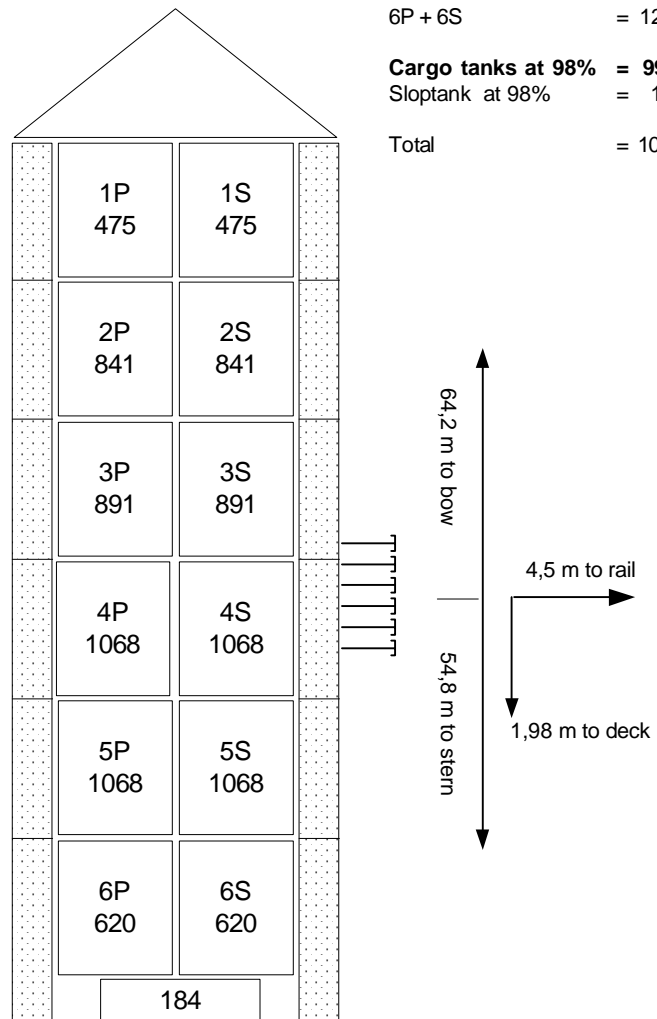 6P + 6S = 12
Cargo tanks at 98% = 99
Sloptank at 98% = 1
Total = 10
1P 1S
475 475
2P 2S
841 841
3P 3S
891 891
4P 4S
1068 1068
5P 5S
1068 1068
6P 6S
620 620
184
64,2 m to bow
54,8 m to stern
4,5 m to rail
1,98 m to deck